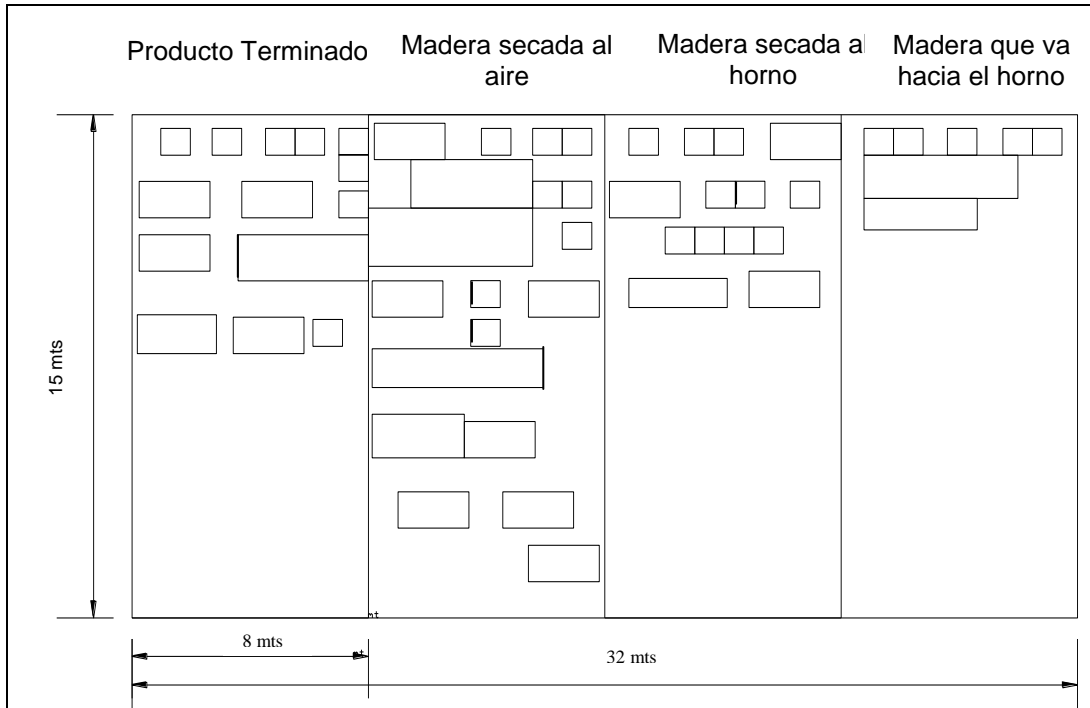 Producto Terminado
Madera secada al
aire
Madera secada a
horno
Madera que va
hacia el horno
15 mts
8 mts
32 mts